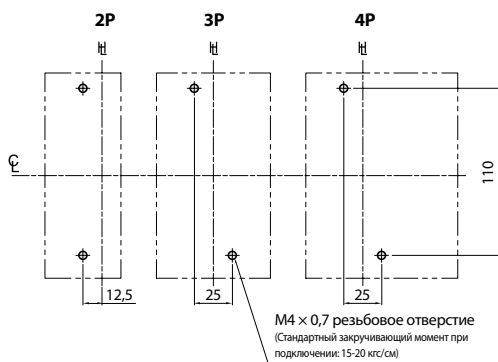 2P 3P 4P
H̵L H̵L H̵L
℄
110
12,5 25 25
M4 × 0,7 резьбовое отверстие
(Стандартный закручивающий момент при
подключении: 15-20 кгс/см)